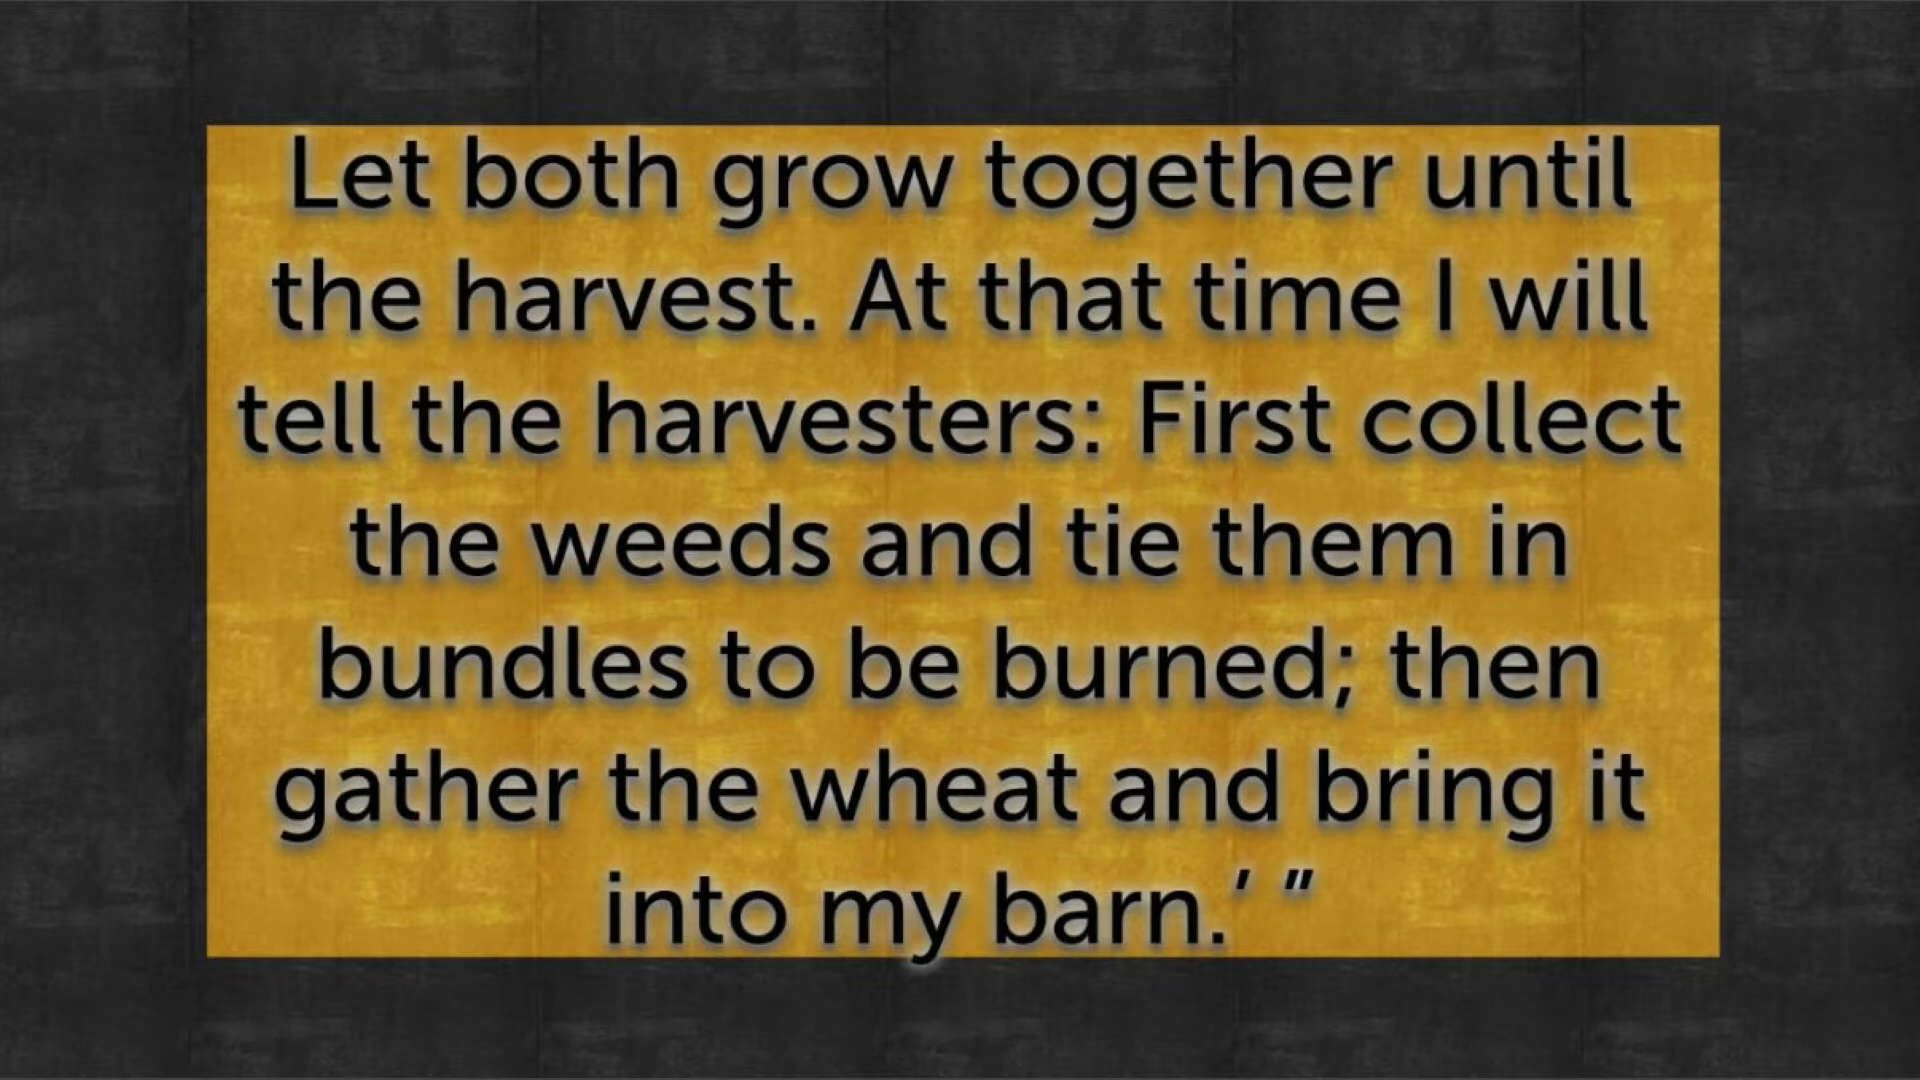 Let both grow together until
the harvest. At that time I will
tell the harvesters: First collect
the weeds and tie them in
bundles to be burned; then
gather the wheat and bring it
into my barn.’ ”